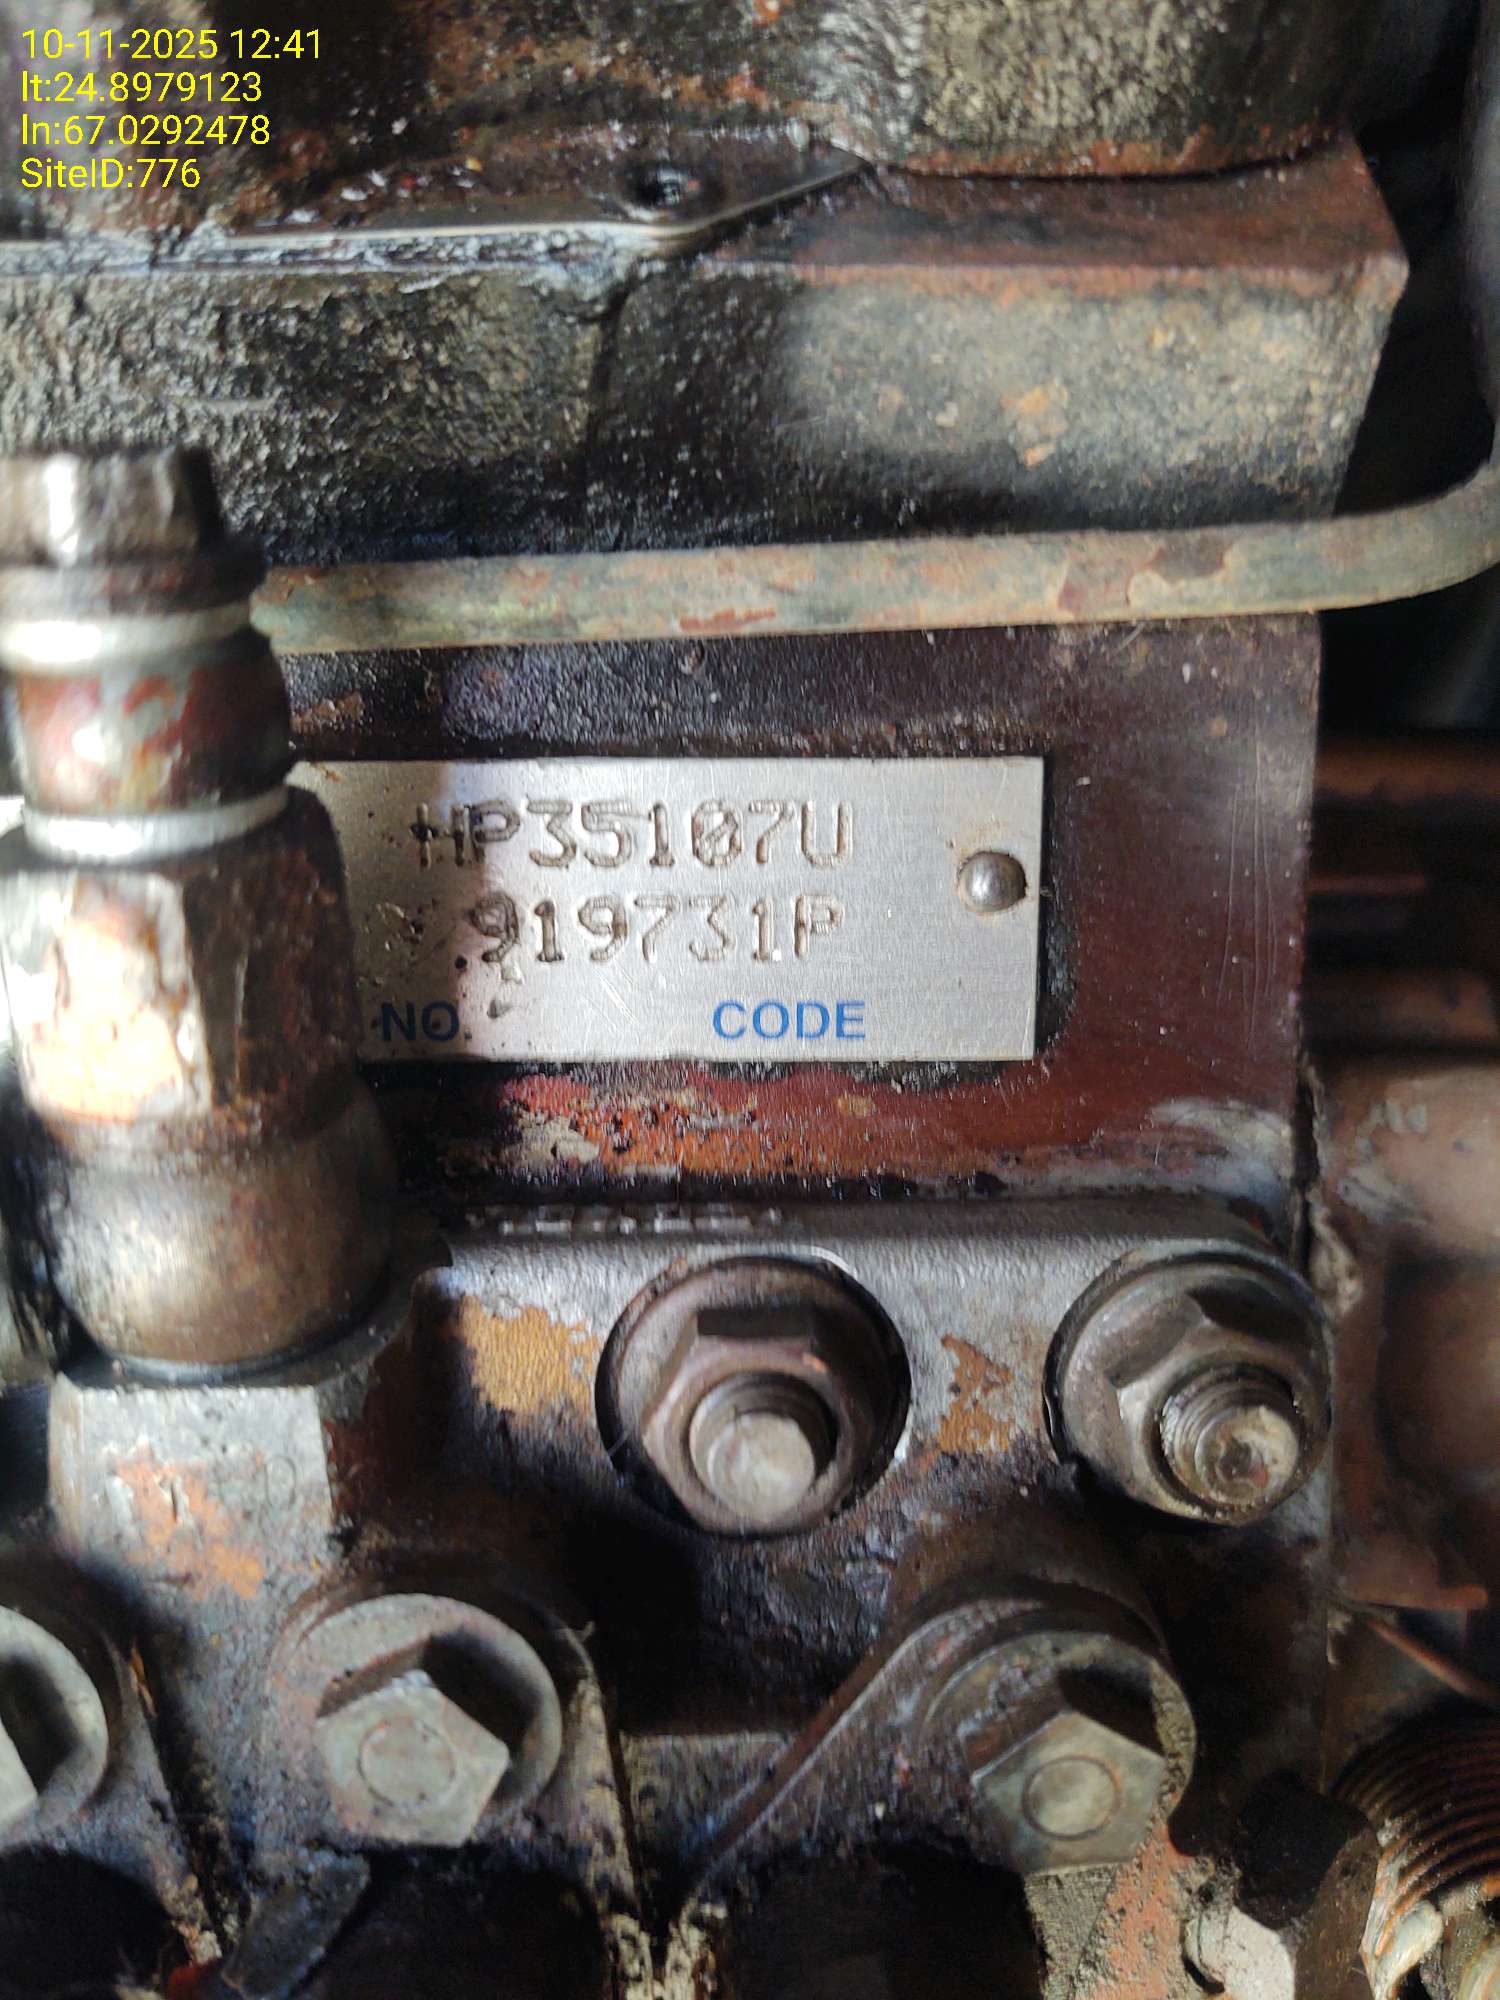 10-11-2025 12:41
lt:24.8979123
ln:67.0292478
SiteID:776
HP35107U
919731P
NO. CODE